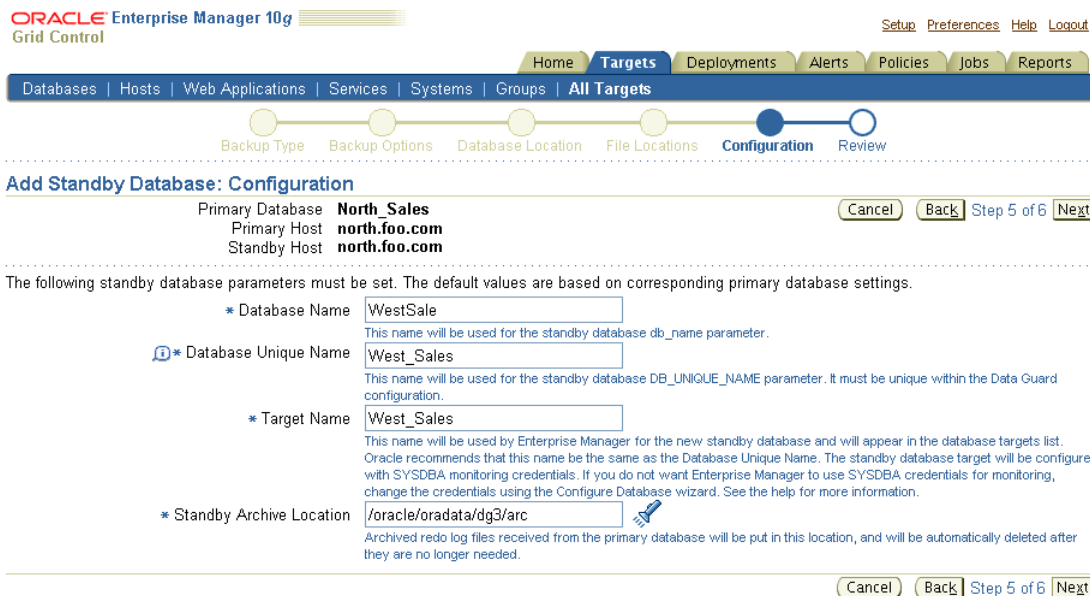 ORACLE Enterprise Manager 10g
Grid Control
Setup Preferences Help Logout
Home Targets Deployments Alerts Policies Jobs Reports
Databases | Hosts | Web Applications | Services | Systems | Groups | All Targets
Backup Type Backup Options Database Location File Locations Configuration Review
Add Standby Database: Configuration
Primary Database North_Sales
Cancel Back Step 5 of 6 Next
Primary Host north.foo.com
Standby Host north.foo.com
The following standby database parameters must be set. The default values are based on corresponding primary database settings.
* Database Name WestSale
This name will be used for the standby database db_name parameter.
* Database Unique Name West_Sales
This name will be used for the standby database DB_UNIQUE_NAME parameter. It must be unique within the Data Guard
configuration.
* Target Name West_Sales
This name will be used by Enterprise Manager for the new standby database and will appear in the database targets list.
Oracle recommends that this name be the same as the Database Unique Name. The standby database target will be configure
with SYSDBA monitoring credentials. If you do not want Enterprise Manager to use SYSDBA credentials for monitoring,
change the credentials using the Configure Database wizard. See the help for more information.
* Standby Archive Location /oracle/oradata/dg3/arc
Archived redo log files received from the primary database will be put in this location, and will be automatically deleted after
they are no longer needed.
Cancel Back Step 5 of 6 Next